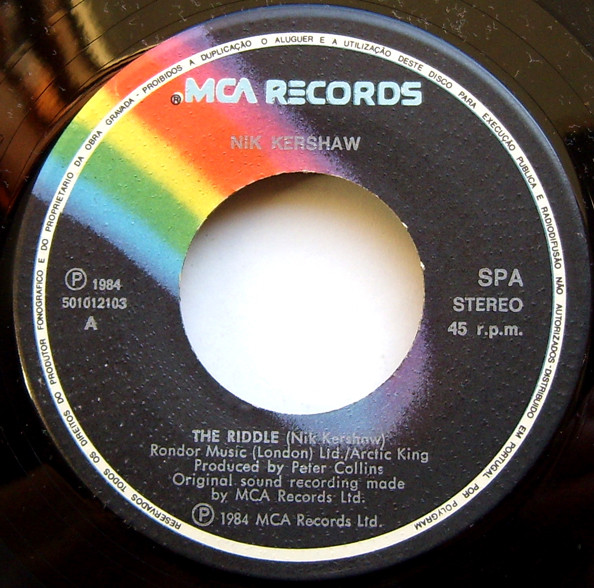 RESERVADOS TODOS OS DIREITOS DO PRODUTOR FONOGRAFICO E DO PROPRIETARIO DA OBRA GRAVADA · PROIBIDOS A DUPLICAÇÃO O ALUGUER E A UTILIZAÇÃO DESTE DISCO PARA EXECUÇÃO PUBLICA E RADIODIFUSÃO NÃO AUTORIZADOS · DISTRIBUIDO EM PORTUGAL POR POLYGRAM
®MCA RECORDS
NIK KERSHAW
Ⓟ 1984
501012103
A
SPA
STEREO
45 r.p.m.
THE RIDDLE (Nik Kershaw)
Rondor Music (London) Ltd./Arctic King
Produced by Peter Collins
Original sound recording made
by MCA Records Ltd.
Ⓟ 1984 MCA Records Ltd.